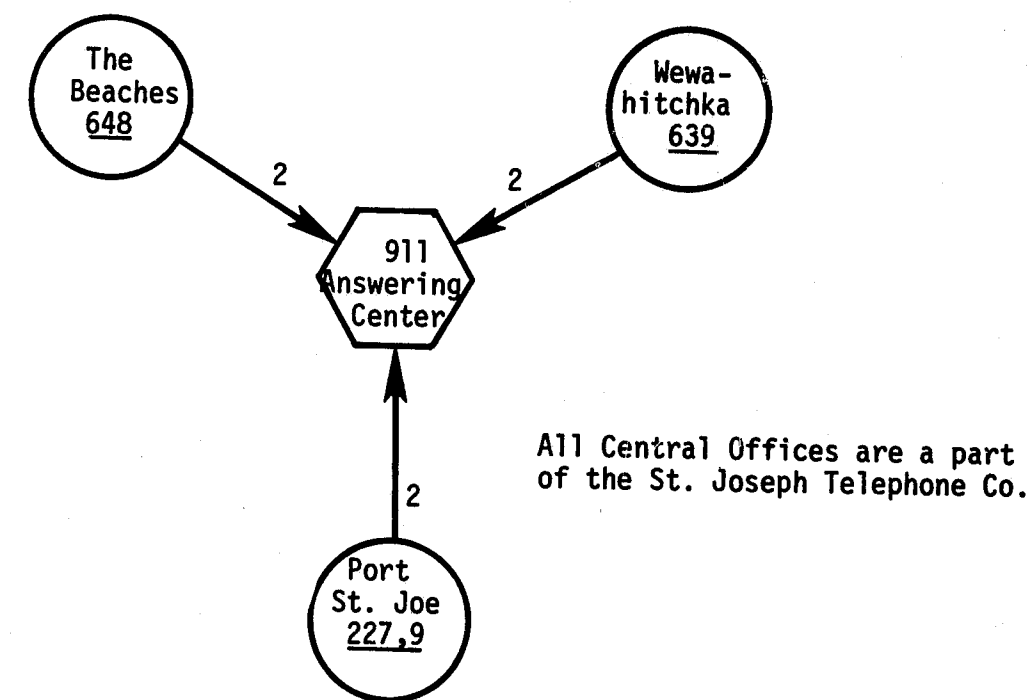 The
Beaches
648
Wewa-
hitchka
639
2
2
911
Answering
Center
All Central Offices are a part
of the St. Joseph Telephone Co.
2
Port
St. Joe
227,9